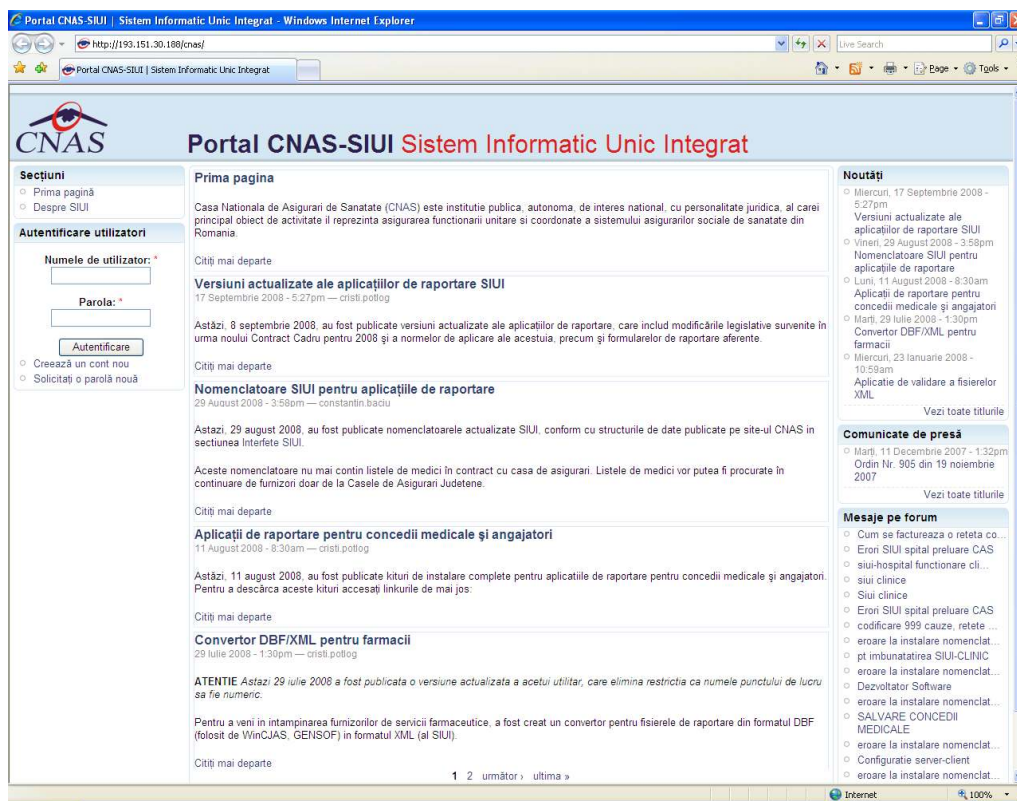 Portal CNAS-SIUI | Sistem Informatic Unic Integrat - Windows Internet Explorer
http://193.151.30.188/cnas/
Live Search
Portal CNAS-SIUI | Sistem Informatic Unic Integrat
Page
Tools
CNAS
Portal CNAS-SIUI Sistem Informatic Unic Integrat
Secțiuni
Prima pagină
Despre SIUI
Autentificare utilizatori
Numele de utilizator: *
Parola: *
Autentificare
Creează un cont nou
Solicitați o parolă nouă
Prima pagina
Casa Nationala de Asigurari de Sanatate (CNAS) este institutie publica, autonoma, de interes national, cu personalitate juridica, al carei
principal obiect de activitate il reprezinta asigurarea functionarii unitare si coordonate a sistemului asigurarilor sociale de sanatate din
Romania.
Citiți mai departe
Versiuni actualizate ale aplicațiilor de raportare SIUI
17 Septembrie 2008 - 5:27pm — cristi.potlog
Astăzi, 8 septembrie 2008, au fost publicate versiuni actualizate ale aplicațiilor de raportare, care includ modificările legislative survenite în
urma noului Contract Cadru pentru 2008 și a normelor de aplicare ale acestuia, precum și formularelor de raportare aferente.
Citiți mai departe
Nomenclatoare SIUI pentru aplicațiile de raportare
29 August 2008 - 3:58pm — constantin.baciu
Astazi, 29 august 2008, au fost publicate nomenclatoarele actualizate SIUI, conform cu structurile de date publicate pe site-ul CNAS in
sectiunea Interfete SIUI.
Aceste nomenclatoare nu mai contin listele de medici în contract cu casa de asigurari. Listele de medici vor putea fi procurate în
continuare de furnizori doar de la Casele de Asigurari Judetene.
Citiți mai departe
Aplicații de raportare pentru concedii medicale și angajatori
11 August 2008 - 8:30am — cristi.potlog
Astăzi, 11 august 2008, au fost publicate kituri de instalare complete pentru aplicatiile de raportare pentru concedii medicale și angajatori.
Pentru a descărca aceste kituri accesați linkurile de mai jos:
Citiți mai departe
Convertor DBF/XML pentru farmacii
29 Iulie 2008 - 1:30pm — cristi.potlog
ATENTIE Astazi 29 iulie 2008 a fost publicata o versiune actualizata a acetui utilitar, care elimina restrictia ca numele punctului de lucru
sa fie numeric.
Pentru a veni in intampinarea furnizorilor de servicii farmaceutice, a fost creat un convertor pentru fisierele de raportare din formatul DBF
(folosit de WinCJAS, GENSOF) in formatul XML (al SIUI).
Citiți mai departe
1 2 următor › ultima »
Noutăți
Miercuri, 17 Septembrie 2008 -
5:27pm
Versiuni actualizate ale
aplicațiilor de raportare SIUI
Vineri, 29 August 2008 - 3:58pm
Nomenclatoare SIUI pentru
aplicațiile de raportare
Luni, 11 August 2008 - 8:30am
Aplicații de raportare pentru
concedii medicale și angajatori
Marți, 29 Iulie 2008 - 1:30pm
Convertor DBF/XML pentru
farmacii
Miercuri, 23 Ianuarie 2008 -
10:59am
Aplicatie de validare a fisierelor
XML
Vezi toate titlurile
Comunicate de presă
Marți, 11 Decembrie 2007 - 1:32pm
Ordin Nr. 905 din 19 noiembrie
2007
Vezi toate titlurile
Mesaje pe forum
Cum se factureaza o reteta co...
Erori SIUI spital preluare CAS
siui-hospital functionare cli...
siui clinice
Siui clinice
Erori SIUI spital preluare CAS
codificare 999 cauze, retete ...
eroare la instalare nomenclat...
pt imbunatatirea SIUI-CLINIC
eroare la instalare nomenclat...
Dezvoltator Software
eroare la instalare nomenclat...
SALVARE CONCEDII
MEDICALE
eroare la instalare nomenclat...
Configuratie server-client
eroare la instalare nomenclat...
Internet
100%